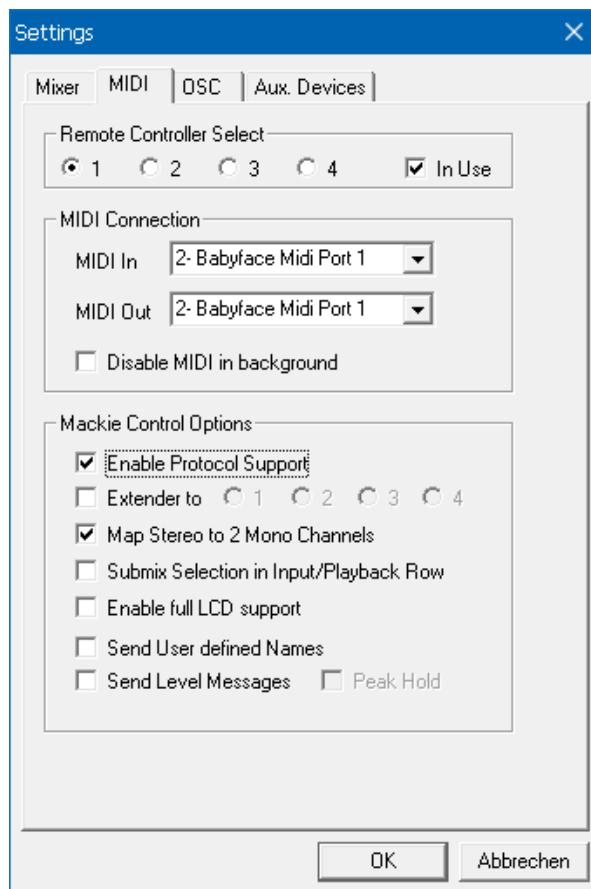 Settings
Mixer MIDI OSC Aux. Devices
Remote Controller Select
1 2 3 4 In Use
MIDI Connection
MIDI In 2- Babyface Midi Port 1
MIDI Out 2- Babyface Midi Port 1
Disable MIDI in background
Mackie Control Options
Enable Protocol Support
Extender to 1 2 3 4
Map Stereo to 2 Mono Channels
Submix Selection in Input/Playback Row
Enable full LCD support
Send User defined Names
Send Level Messages Peak Hold
OK Abbrechen